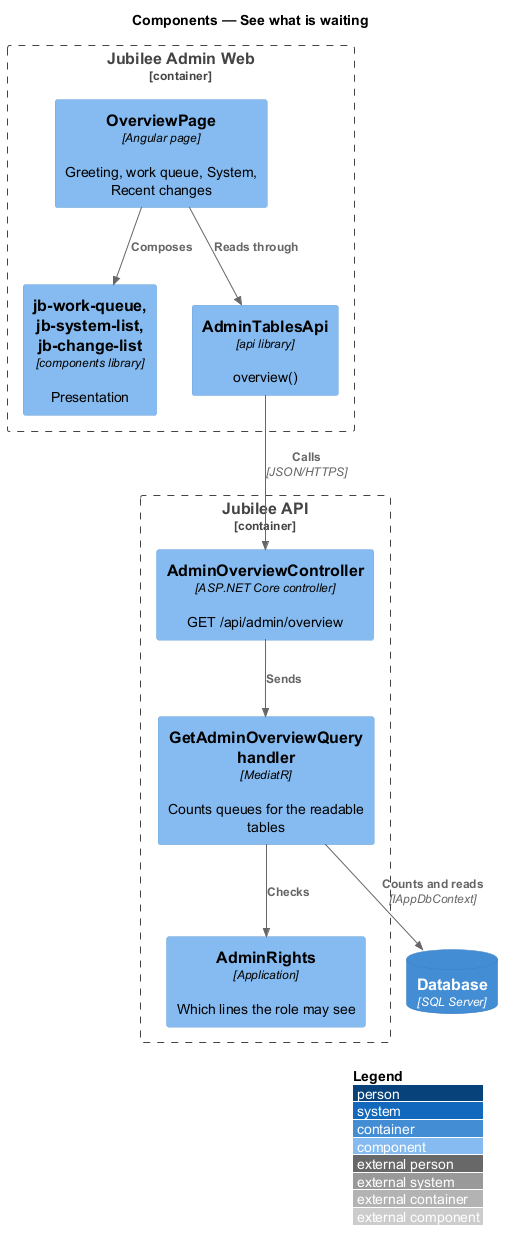 Components — See what is waiting
Jubilee Admin Web
[container]
OverviewPage
[Angular page]
Greeting, work queue, System,
Recent changes
Composes
Reads through
jb-work-queue,
jb-system-list,
jb-change-list
[components library]
Presentation
AdminTablesApi
[api library]
overview()
Calls
[JSON/HTTPS]
Jubilee API
[container]
AdminOverviewController
[ASP.NET Core controller]
GET /api/admin/overview
Sends
GetAdminOverviewQuery
handler
[MediatR]
Counts queues for the readable
tables
Checks
Counts and reads
[IAppDbContext]
AdminRights
[Application]
Which lines the role may see
Database
[SQL Server]
Legend
person
system
container
component
external person
external system
external container
external component